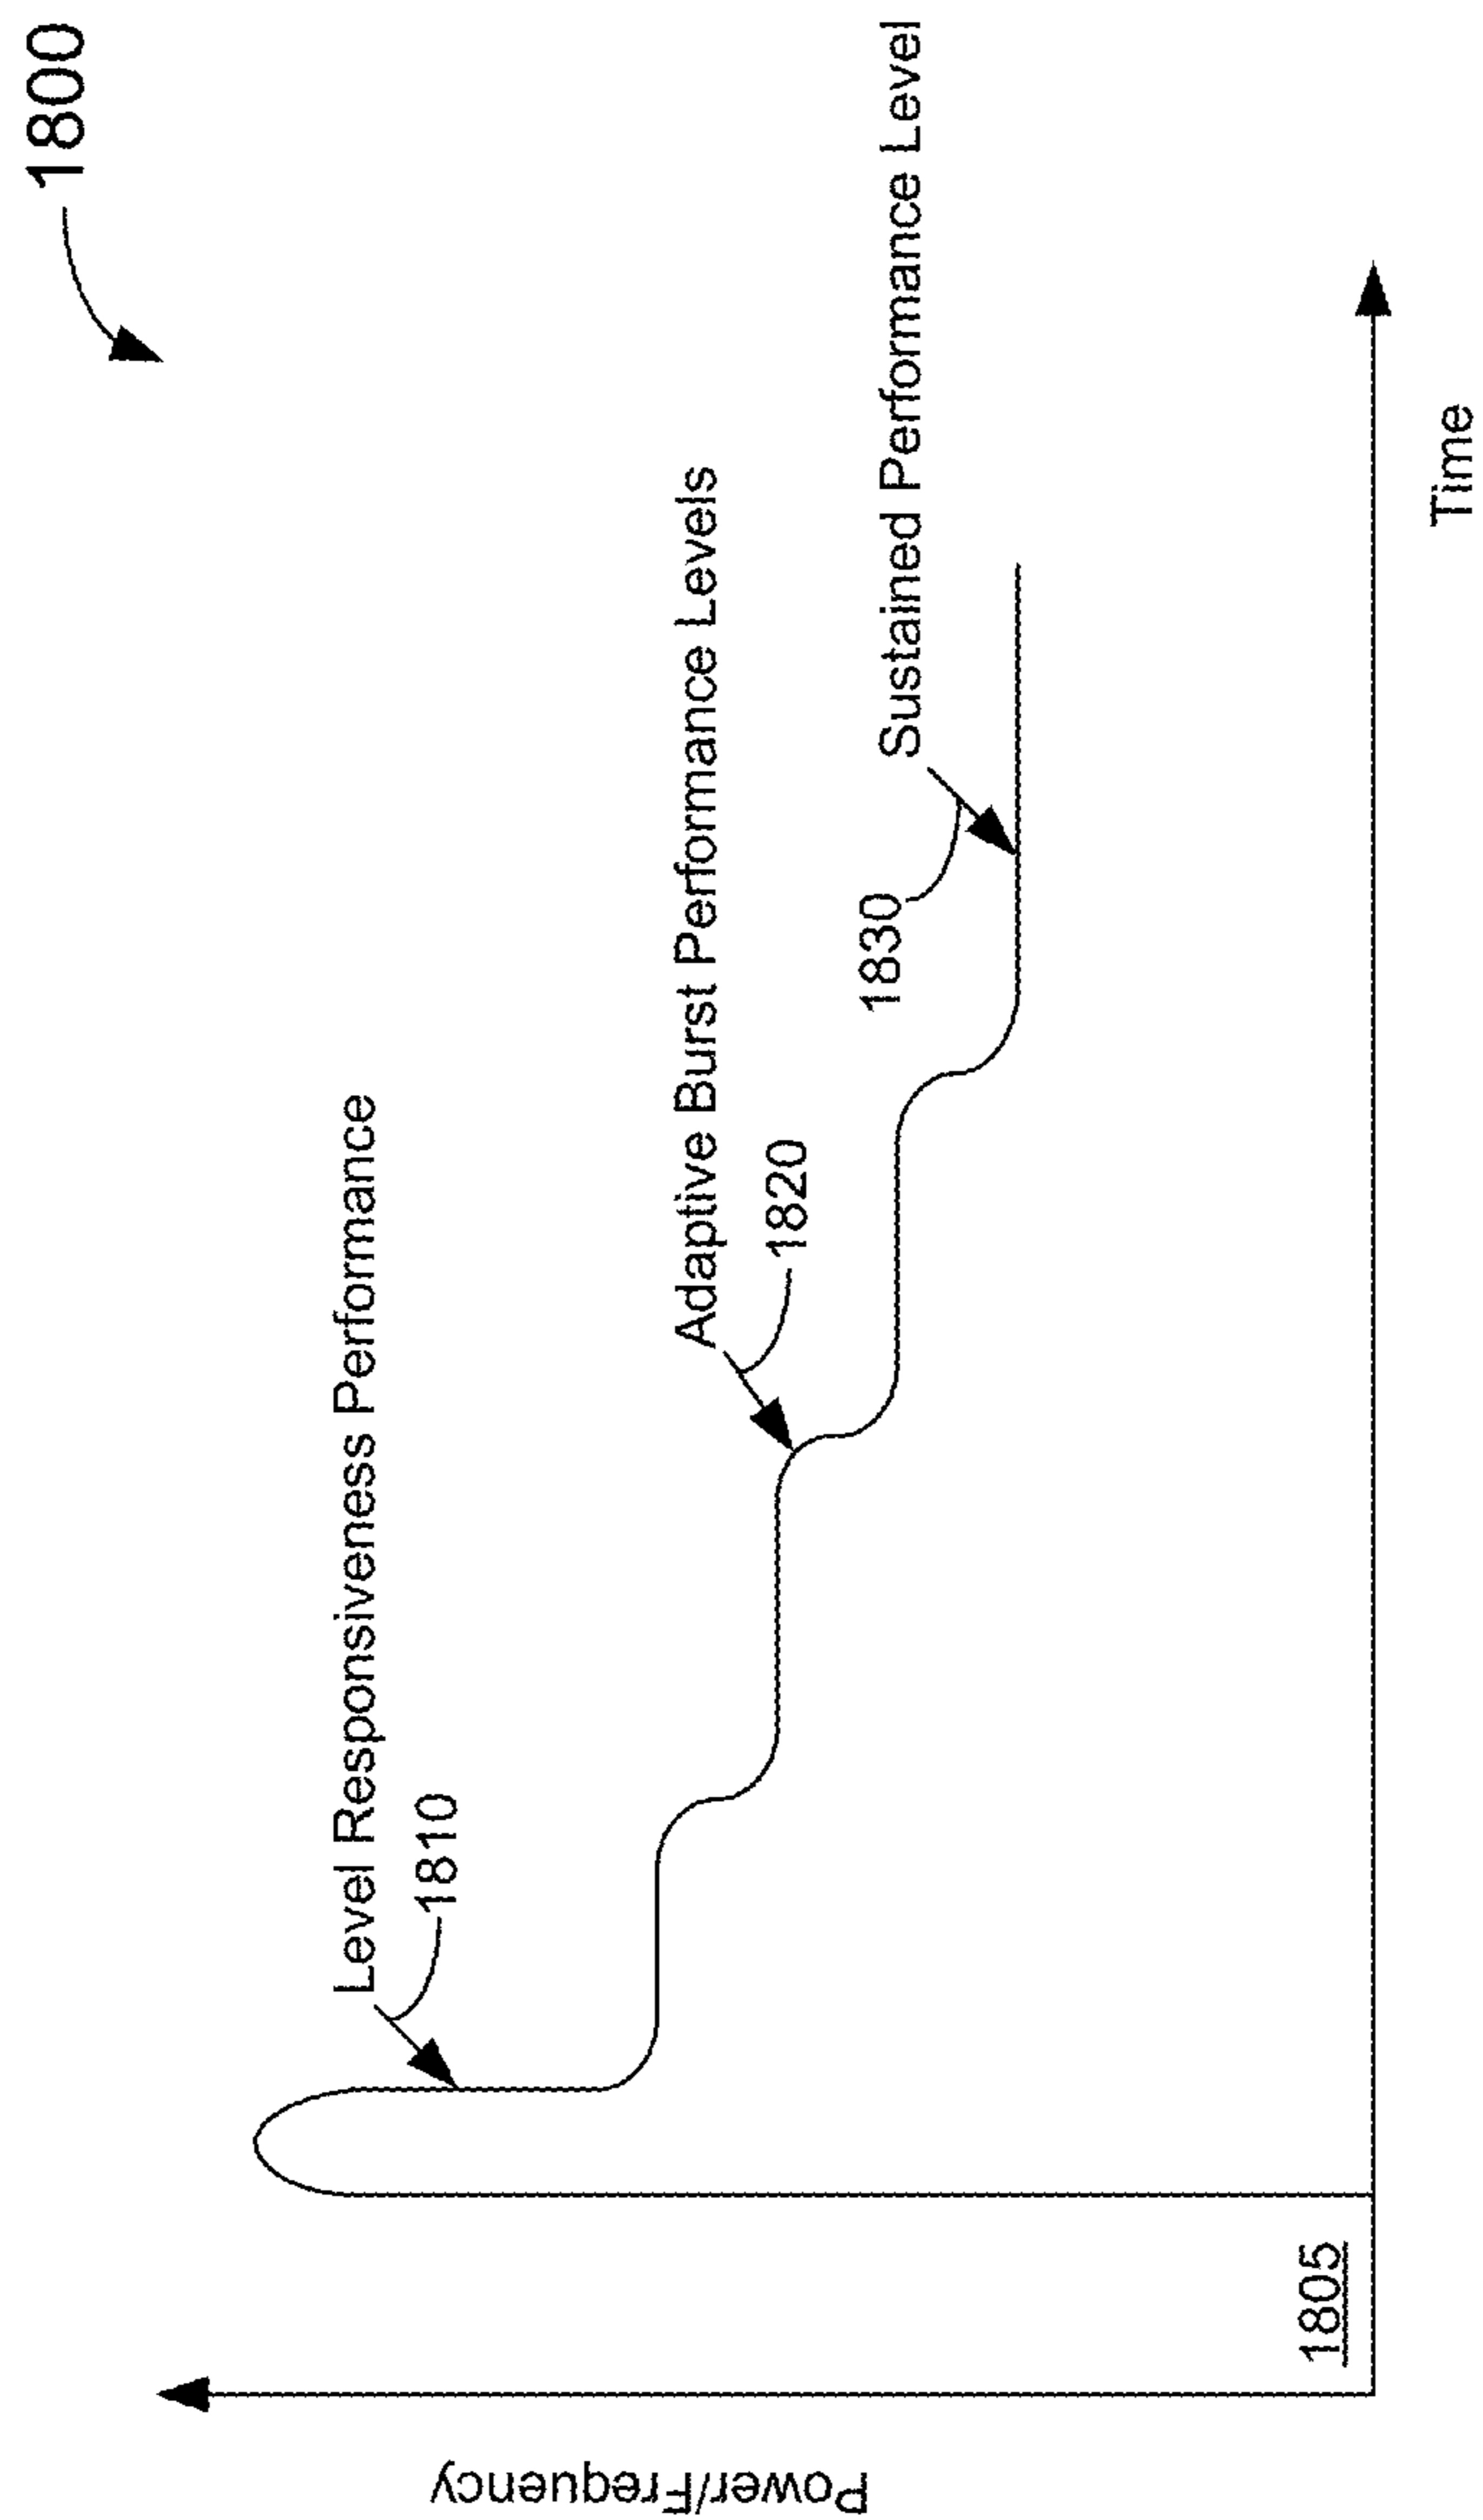 1800
Level Responsiveness Performance
1810
Adaptive Burst Performance Levels
1820
Sustained Performance Level
1830
1805
Power/Frequency
Time